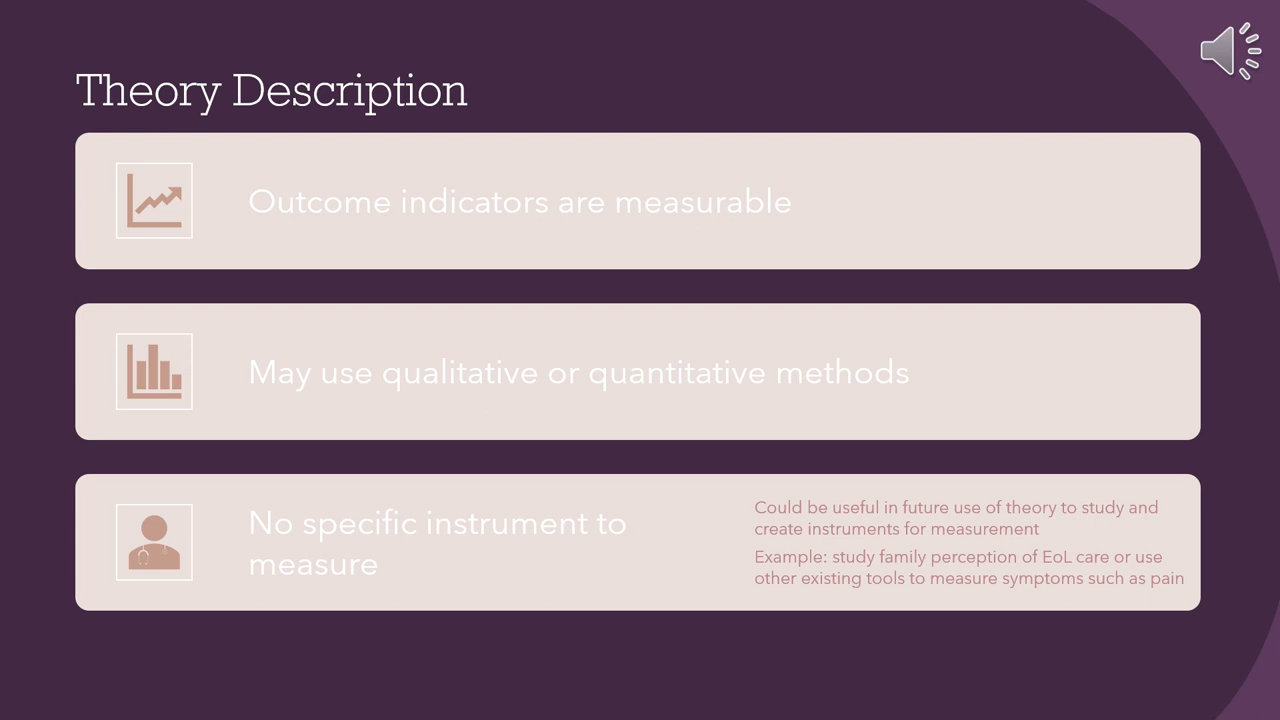 Theory Description
Outcome indicators are measurable
May use qualitative or quantitative methods
No specific instrument to
measure
Could be useful in future use of theory to study and
create instruments for measurement
Example: study family perception of EoL care or use
other existing tools to measure symptoms such as pain